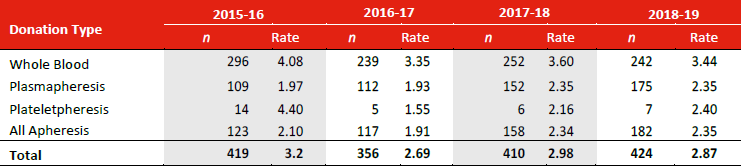 Donation Type 2015-16 2016-17 2017-18 2018-19
n Rate n Rate n Rate n Rate
Whole Blood 296 4.08 239 3.35 252 3.60 242 3.44
Plasmapheresis 109 1.97 112 1.93 152 2.35 175 2.35
Plateletpheresis 14 4.40 5 1.55 6 2.16 7 2.40
All Apheresis 123 2.10 117 1.91 158 2.34 182 2.35
Total 419 3.2 356 2.69 410 2.98 424 2.87